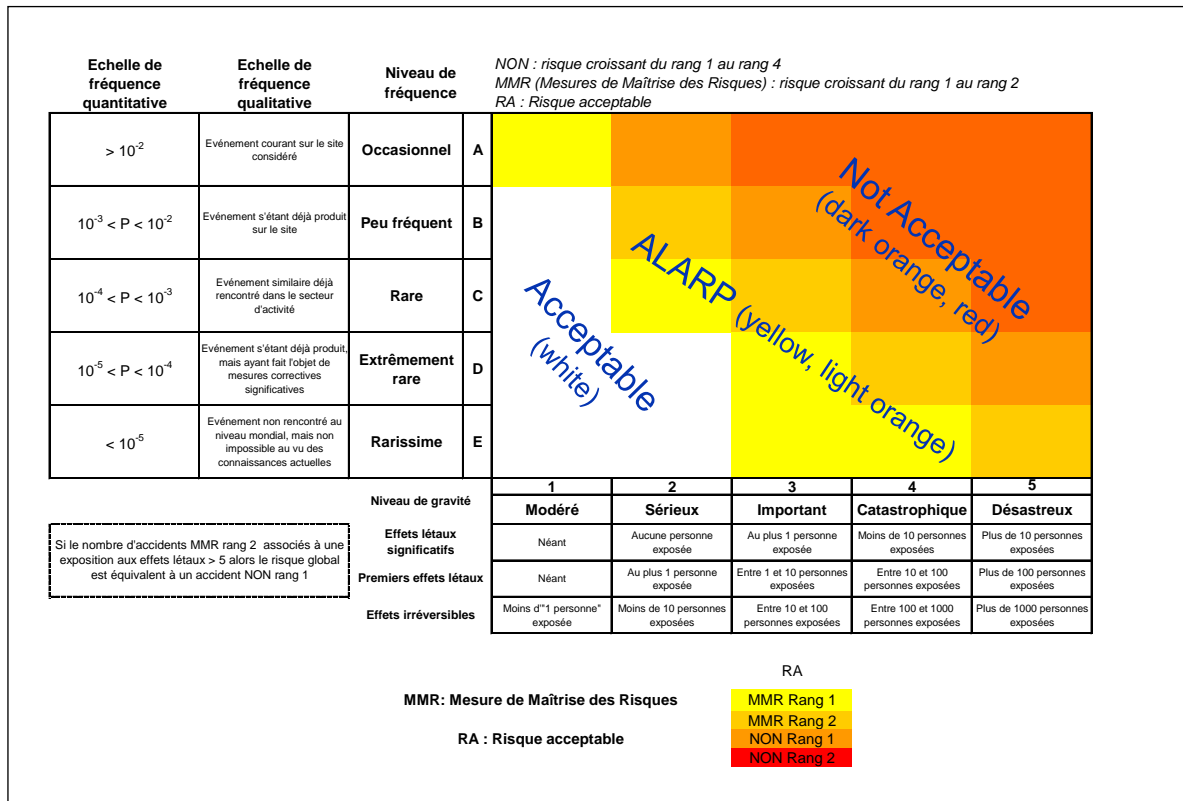 Echelle de
fréquence
quantitative
Echelle de
fréquence
qualitative
Niveau de
fréquence
NON : risque croissant du rang 1 au rang 4
MMR (Mesures de Maîtrise des Risques) : risque croissant du rang 1 au rang 2
RA : Risque acceptable
> 10⁻²
Evénement courant sur le site
considéré
Occasionnel
A
10⁻³ < P < 10⁻²
Evénement s'étant déjà produit
sur le site
Peu fréquent
B
10⁻⁴ < P < 10⁻³
Evénement similaire déjà
rencontré dans le secteur
d'activité
Rare
C
10⁻⁵ < P < 10⁻⁴
Evénement s'étant déjà produit,
mais ayant fait l'objet de
mesures correctives
significatives
Extrêmement
rare
D
< 10⁻⁵
Evénement non rencontré au
niveau mondial, mais non
impossible au vu des
connaissances actuelles
Rarissime
E
Acceptable
(white)
ALARP (yellow, light orange)
Not Acceptable
(dark orange, red)
Niveau de gravité
1
2
3
4
5
Modéré
Sérieux
Important
Catastrophique
Désastreux
Si le nombre d'accidents MMR rang 2 associés à une
exposition aux effets létaux > 5 alors le risque global
est équivalent à un accident NON rang 1
Effets létaux
significatifs
Néant
Aucune personne
exposée
Au plus 1 personne
exposée
Moins de 10 personnes
exposées
Plus de 10 personnes
exposées
Premiers effets létaux
Néant
Au plus 1 personne
exposée
Entre 1 et 10 personnes
exposées
Entre 10 et 100
personnes exposées
Plus de 100 personnes
exposées
Effets irréversibles
Moins d'"1 personne"
exposée
Moins de 10 personnes
exposées
Entre 10 et 100
personnes exposées
Entre 100 et 1000
personnes exposées
Plus de 1000 personnes
exposées
RA
MMR: Mesure de Maîtrise des Risques
MMR Rang 1
MMR Rang 2
RA : Risque acceptable
NON Rang 1
NON Rang 2